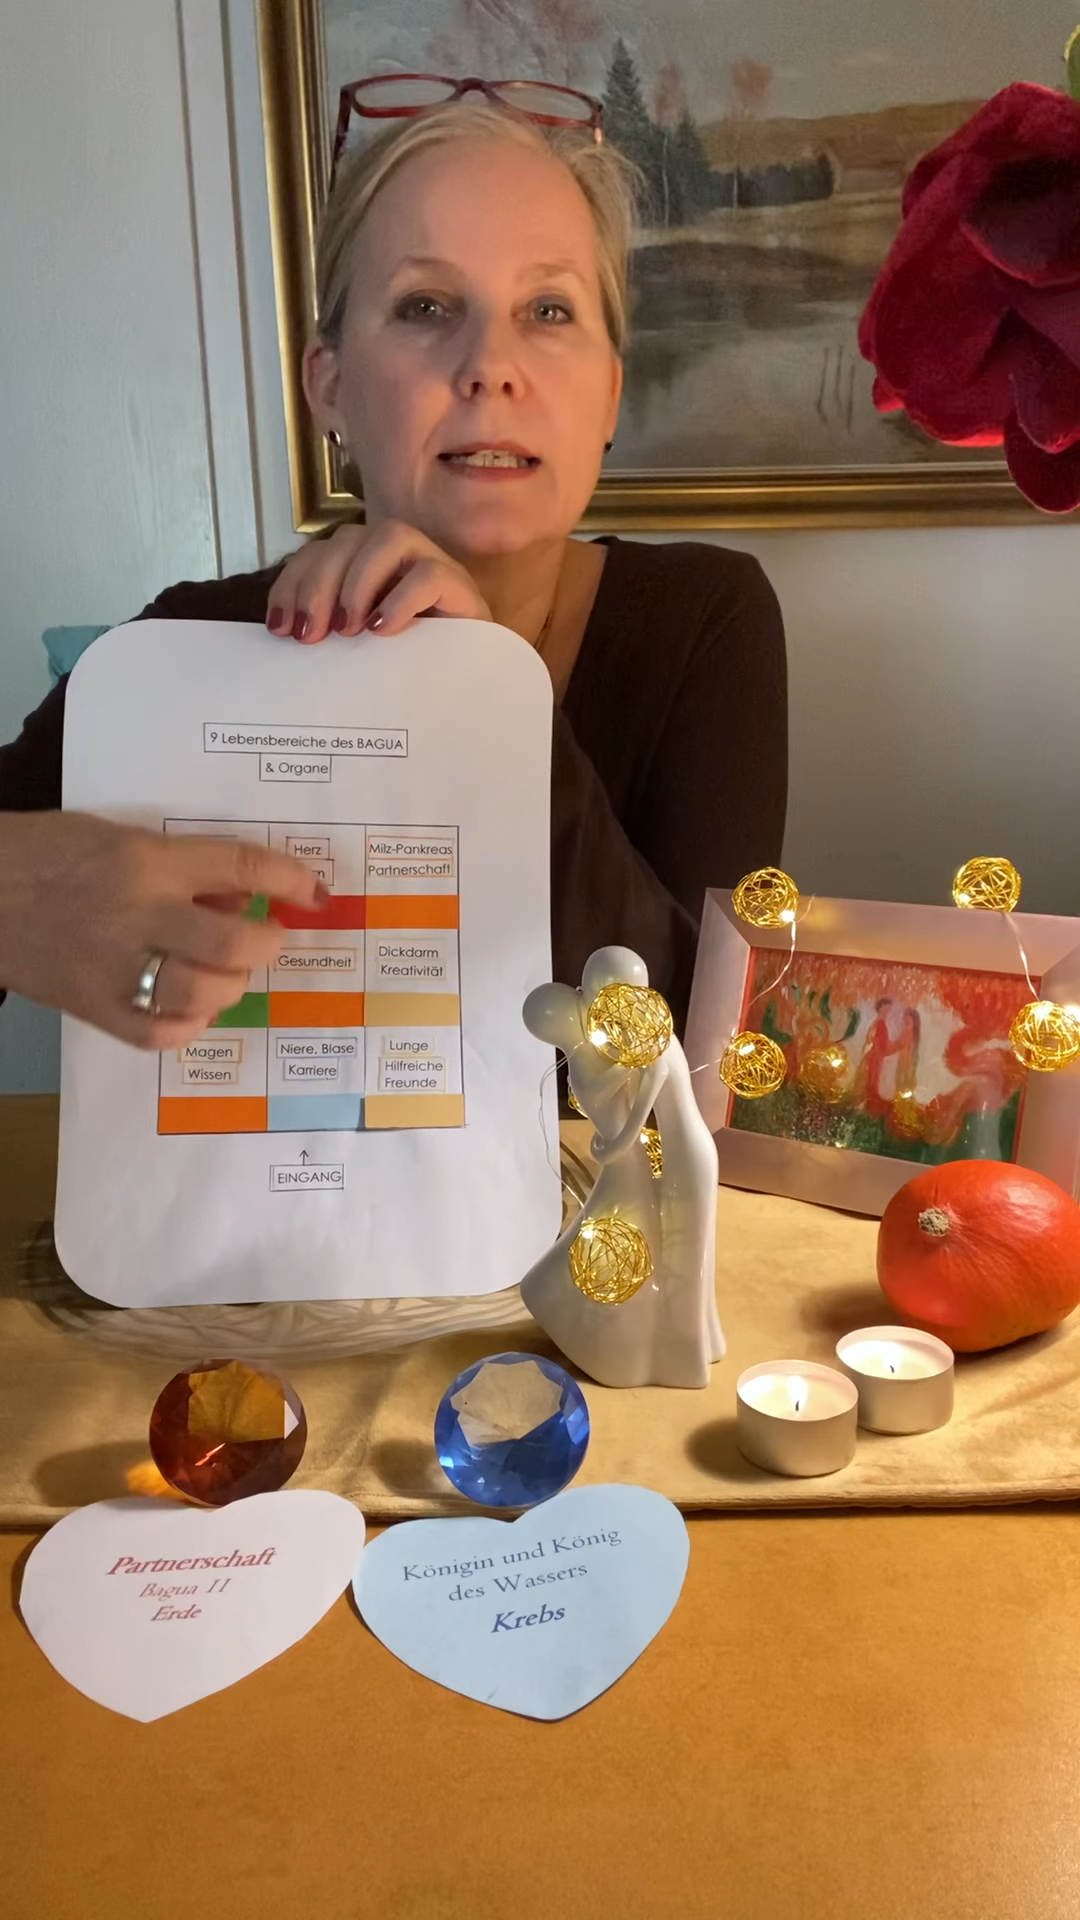 9 Lebensbereiche des BAGUA
& Organe
Herz
Milz-Pankreas
Partnerschaft
Gesundheit
Dickdarm
Kreativität
Magen
Wissen
Niere, Blase
Karriere
Lunge
Hilfreiche
Freunde
EINGANG
Partnerschaft
Bagua II
Erde
Königin und König
des Wassers
Krebs